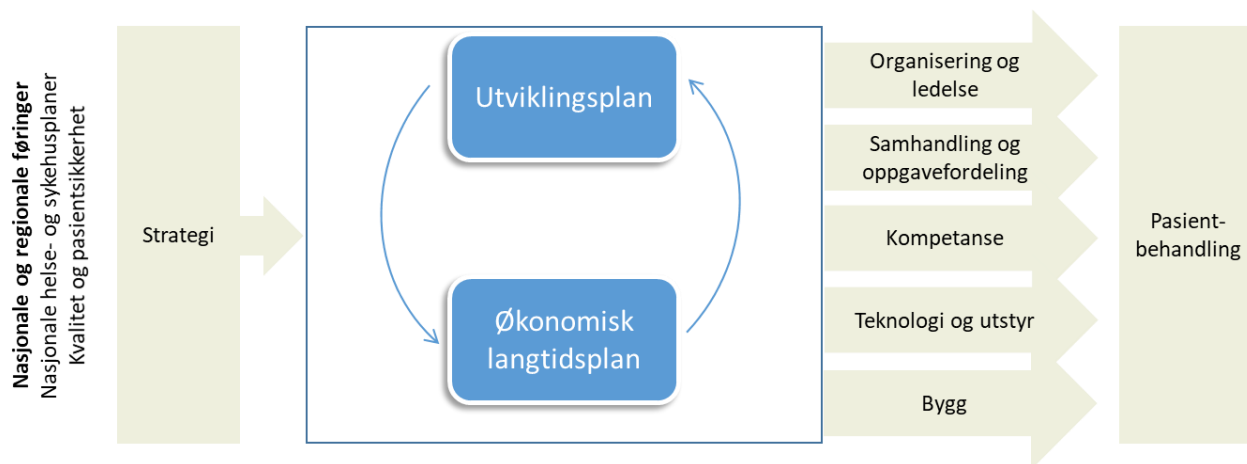 Nasjonale og regionale føringer
Nasjonale helse- og sykehusplaner
Kvalitet og pasientsikkerhet
Strategi
Utviklingsplan
Økonomisk
langtidsplan
Organisering og
ledelse
Samhandling og
oppgavefordeling
Kompetanse
Teknologi og utstyr
Bygg
Pasient-
behandling